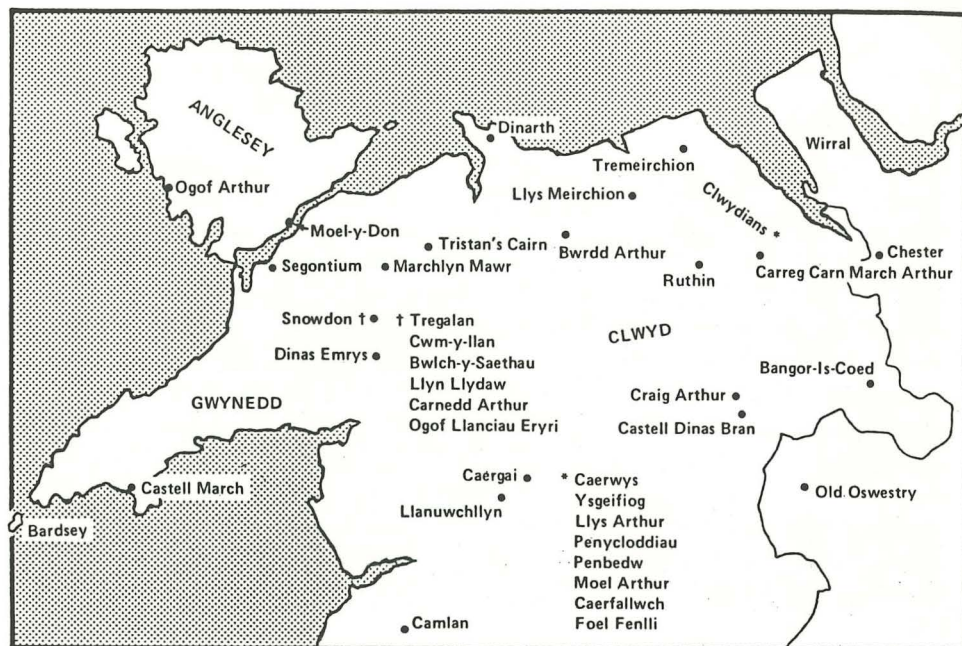 ANGLESEY
Dinarth
Wirral
Tremeirchion
Ogof Arthur
Llys Meirchion
Clwydians *
Moel-y-Don
Tristan's Cairn
Bwrdd Arthur
Chester
Segontium
Marchlyn Mawr
Ruthin
Carreg Carn March Arthur
Snowdon †
† Tregalan
Cwm-y-llan
Bwlch-y-Saethau
Llyn Llydaw
Carnedd Arthur
Ogof Llanciau Eryri
CLWYD
Dinas Emrys
Bangor-Is-Coed
GWYNEDD
Craig Arthur
Castell Dinas Bran
Caergai
* Caerwys
Ysgeifiog
Llys Arthur
Penycloddiau
Penbedw
Moel Arthur
Caerfallwch
Foel Fenlli
Castell March
Llanuwchllyn
Old Oswestry
Bardsey
Camlan